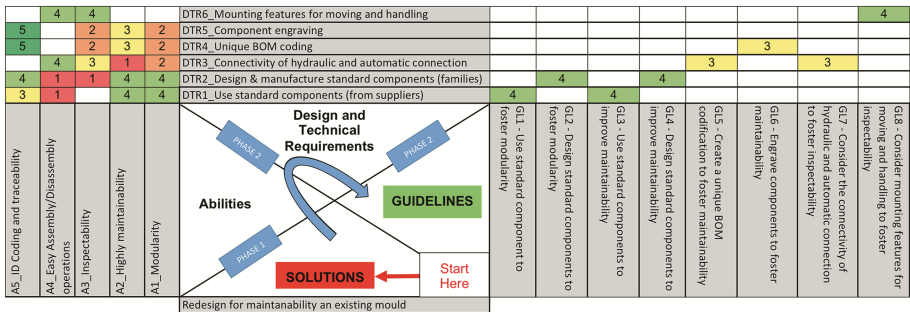 4 4 DTR6_Mounting features for moving and handling 4
5 2 3 2 DTR5_Component engraving
5 2 3 2 DTR4_Unique BOM coding 3
4 3 1 2 DTR3_Connectivity of hydraulic and automatic connection 3 3
4 1 1 4 4 DTR2_Design & manufacture standard components (families) 4 4
3 1 4 4 DTR1_Use standard components (from suppliers) 4 4
A5_ID Coding and traceability
A4_Easy Assembly/Disassembly
operations
A3_Inspectability
A2_Highly maintainability
A1_Modularity
Design and
Technical
Requirements
PHASE 2
PHASE 2
Abilities
GUIDELINES
PHASE 1
SOLUTIONS
Start
Here
Redesign for maintanability an existing mould
GL1 - Use standard component to
foster modularity
GL2 - Design standard components to
foster modularity
GL3 - Use standard components to
improve maintainability
GL4 - Design standard components to
improve maintainability
GL5 - Create a unique BOM
codification to foster maintainability
GL6 - Engrave components to foster
maintainability
GL7 - Consider the connectivity of
hydraulic and automatic connection
to foster inspectability
GL8 - Consider mounting features for
moving and handling to foster
inspectability